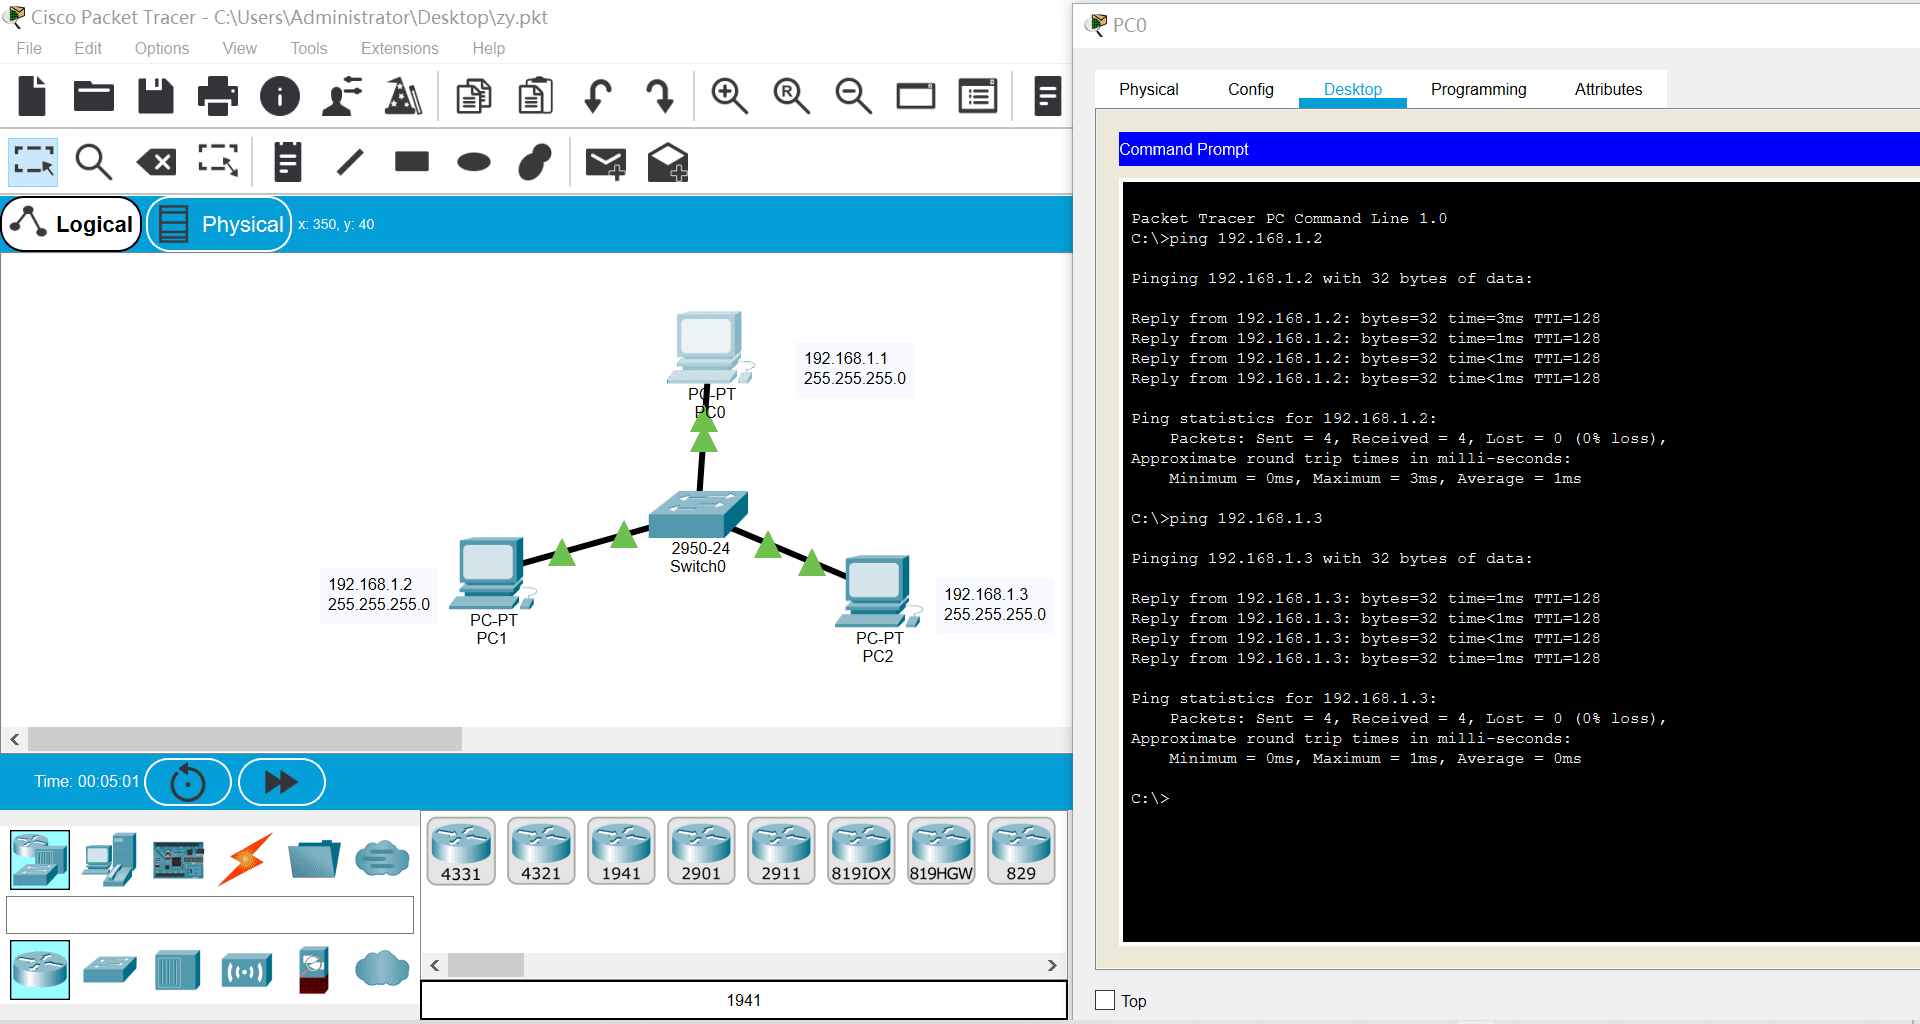 Cisco Packet Tracer - C:\Users\Administrator\Desktop\zy.pkt
File Edit Options View Tools Extensions Help
Logical Physical x: 350, y: 40
192.168.1.1
255.255.255.0
PC-PT
PC0
2950-24
Switch0
192.168.1.2
255.255.255.0
PC-PT
PC1
192.168.1.3
255.255.255.0
PC-PT
PC2
Time: 00:05:01
4331 4321 1941 2901 2911 819IOX 819HGW 829
1941
PC0
Physical Config Desktop Programming Attributes
Command Prompt
Packet Tracer PC Command Line 1.0
C:\>ping 192.168.1.2
Pinging 192.168.1.2 with 32 bytes of data:
Reply from 192.168.1.2: bytes=32 time=3ms TTL=128
Reply from 192.168.1.2: bytes=32 time=1ms TTL=128
Reply from 192.168.1.2: bytes=32 time<1ms TTL=128
Reply from 192.168.1.2: bytes=32 time<1ms TTL=128
Ping statistics for 192.168.1.2:
Packets: Sent = 4, Received = 4, Lost = 0 (0% loss),
Approximate round trip times in milli-seconds:
Minimum = 0ms, Maximum = 3ms, Average = 1ms
C:\>ping 192.168.1.3
Pinging 192.168.1.3 with 32 bytes of data:
Reply from 192.168.1.3: bytes=32 time=1ms TTL=128
Reply from 192.168.1.3: bytes=32 time<1ms TTL=128
Reply from 192.168.1.3: bytes=32 time<1ms TTL=128
Reply from 192.168.1.3: bytes=32 time=1ms TTL=128
Ping statistics for 192.168.1.3:
Packets: Sent = 4, Received = 4, Lost = 0 (0% loss),
Approximate round trip times in milli-seconds:
Minimum = 0ms, Maximum = 1ms, Average = 0ms
C:\>
Top